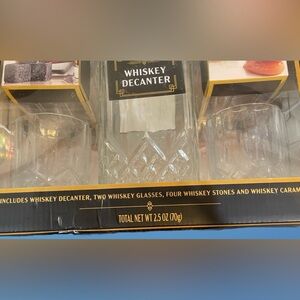 WHISKEY
DECANTER
INCLUDES WHISKEY DECANTER, TWO WHISKEY GLASSES, FOUR WHISKEY STONES AND WHISKEY CARAM
TOTAL NET WT 2.5 OZ (70g)